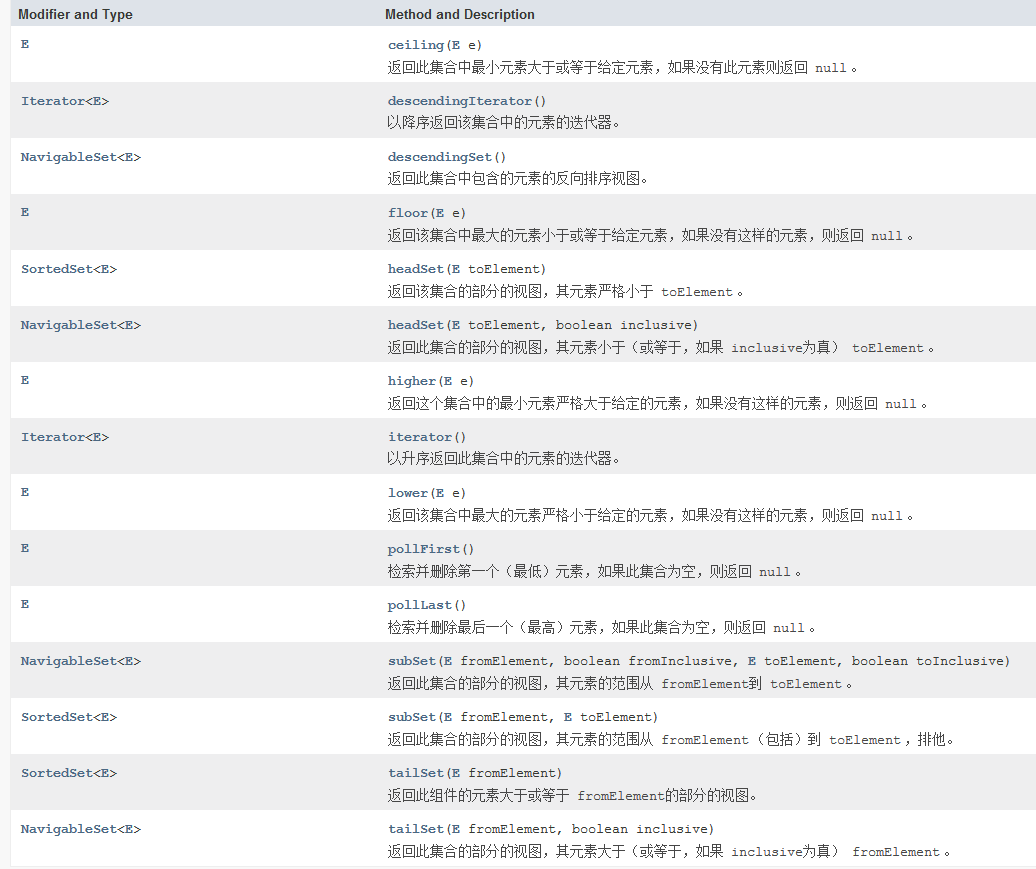 Modifier and Type Method and Description
E ceiling(E e)
返回此集合中最小元素大于或等于给定元素，如果没有此元素则返回 null 。
Iterator<E> descendingIterator()
以降序返回该集合中的元素的迭代器。
NavigableSet<E> descendingSet()
返回此集合中包含的元素的反向排序视图。
E floor(E e)
返回该集合中最大的元素小于或等于给定元素，如果没有这样的元素，则返回 null 。
SortedSet<E> headSet(E toElement)
返回该集合的部分的视图，其元素严格小于 toElement 。
NavigableSet<E> headSet(E toElement, boolean inclusive)
返回此集合的部分的视图，其元素小于（或等于，如果 inclusive为真） toElement 。
E higher(E e)
返回这个集合中的最小元素严格大于给定的元素，如果没有这样的元素，则返回 null 。
Iterator<E> iterator()
以升序返回此集合中的元素的迭代器。
E lower(E e)
返回该集合中最大的元素严格小于给定的元素，如果没有这样的元素，则返回 null 。
E pollFirst()
检索并删除第一个（最低）元素，如果此集合为空，则返回 null 。
E pollLast()
检索并删除最后一个（最高）元素，如果此集合为空，则返回 null 。
NavigableSet<E> subSet(E fromElement, boolean fromInclusive, E toElement, boolean toInclusive)
返回此集合的部分的视图，其元素的范围从 fromElement到 toElement 。
SortedSet<E> subSet(E fromElement, E toElement)
返回此集合的部分的视图，其元素的范围从 fromElement （包括）到 toElement ，排他。
SortedSet<E> tailSet(E fromElement)
返回此组件的元素大于或等于 fromElement的部分的视图。
NavigableSet<E> tailSet(E fromElement, boolean inclusive)
返回此集合的部分的视图，其元素大于（或等于，如果 inclusive为真） fromElement 。